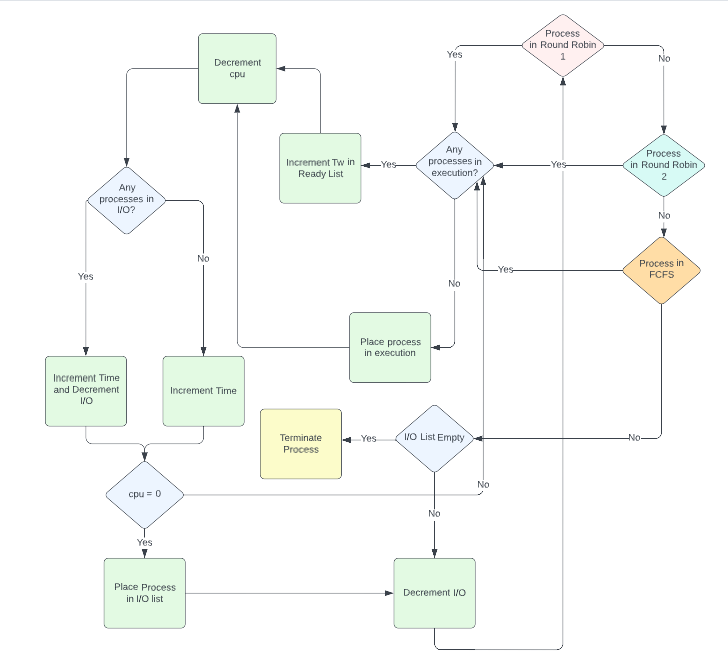 Process
in Round Robin
1
Yes
No
Decrement
cpu
Any
processes in
execution?
Yes
Increment Tw in
Ready List
Yes
Process
in Round Robin
2
No
Any
processes in
I/O?
Yes
No
Process in
FCFS
Yes
No
Place process
in execution
Increment Time
and Decrement
I/O
Increment Time
Terminate
Process
Yes
I/O List Empty
No
cpu = 0
No
No
Yes
Place Process
in I/O list
Decrement I/O